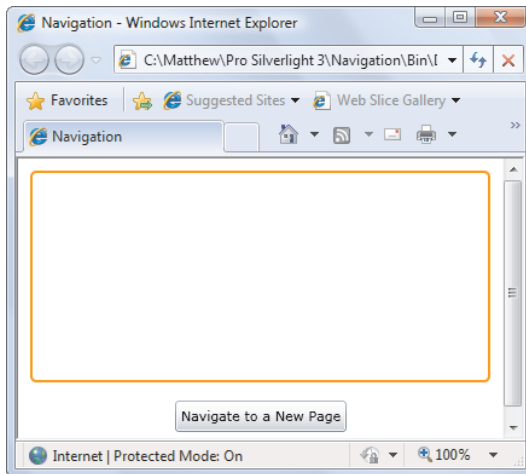 Navigation - Windows Internet Explorer
C:\Matthew\Pro Silverlight 3\Navigation\Bin\
Favorites Suggested Sites Web Slice Gallery
Navigation
Navigate to a New Page
Internet | Protected Mode: On 100%